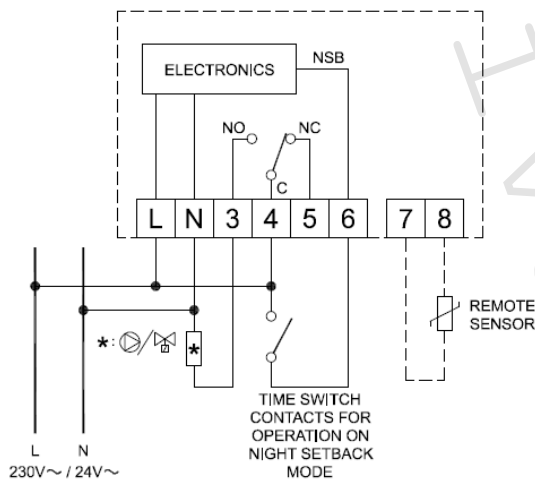 ELECTRONICS
NSB
NO
NC
C
L N 3 4 5 6 7 8
REMOTE
SENSOR
*: /
*
TIME SWITCH
CONTACTS FOR
OPERATION ON
NIGHT SETBACK
MODE
L N
230V~ / 24V~